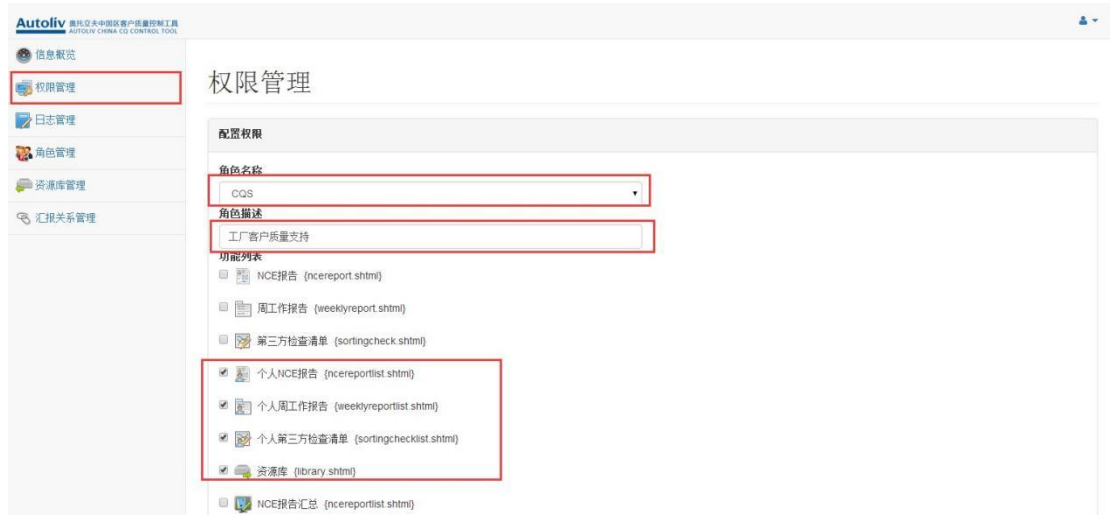 Autoliv 奥托立夫中国区客户质量控制工具
AUTOLIV CHINA CQ CONTROL TOOL
信息概览
权限管理
日志管理
角色管理
资源库管理
汇报关系管理
权限管理
配置权限
角色名称
CQS
角色描述
工厂客户质量支持
功能列表
NCE报告 {ncereport.shtml}
周工作报告 {weeklyreport.shtml}
第三方检查清单 {sortingcheck.shtml}
个人NCE报告 {ncereportlist.shtml}
个人周工作报告 {weeklyreportlist.shtml}
个人第三方检查清单 {sortingchecklist.shtml}
资源库 {library.shtml}
NCE报告汇总 {ncereportlist.shtml}